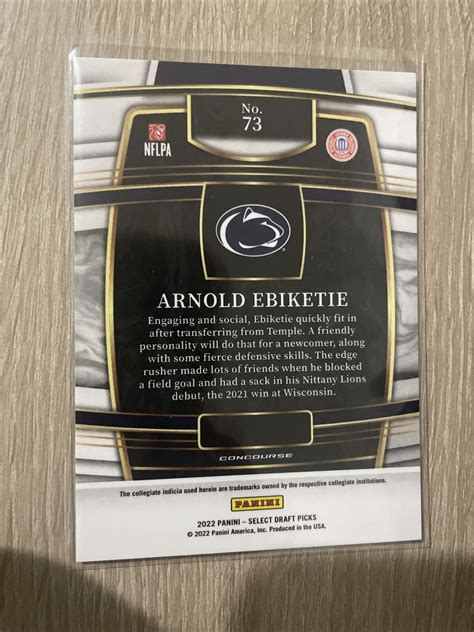 No.
73
NFLPA
ARNOLD EBIKETIE
Engaging and social, Ebiketie quickly fit in
after transferring from Temple. A friendly
personality will do that for a newcomer, along
with some fierce defensive skills. The edge
rusher made lots of friends when he blocked
a field goal and had a sack in his Nittany Lions
debut, the 2021 win at Wisconsin.
CONCOURSE
The collegiate indicia used herein are trademarks owned by the respective collegiate institutions.
PANINI
2022 PANINI – SELECT DRAFT PICKS
© 2022 Panini America, Inc. Produced in the USA.